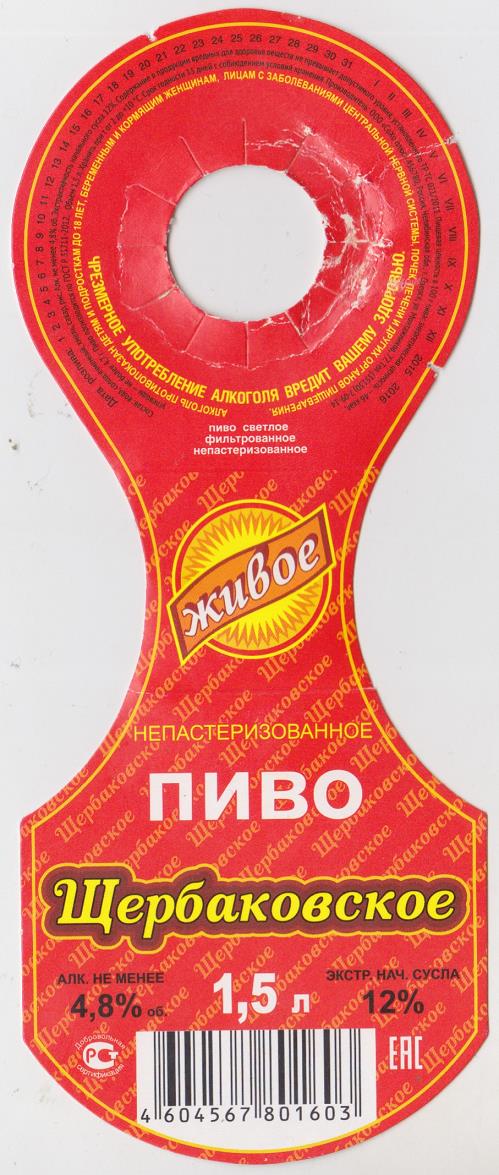 1 2 3 4 5 6 7 8 9 10 11 12 13 14 15 16 17 18 19 20 21 22 23 24 25 26 27 28 29 30 31
I II III IV V VI VII VIII IX X XI XII 2015 2016
Дата розлива:
АЛКОГОЛЬ ПРОТИВОПОКАЗАН ДЕТЯМ И ПОДРОСТКАМ ДО 18 ЛЕТ, БЕРЕМЕННЫМ И КОРМЯЩИМ ЖЕНЩИНАМ, ЛИЦАМ С ЗАБОЛЕВАНИЯМИ ЦЕНТРАЛЬНОЙ НЕРВНОЙ СИСТЕМЫ, ПОЧЕК, ПЕЧЕНИ И ДРУГИХ ОРГАНОВ ПИЩЕВАРЕНИЯ.
ЧРЕЗМЕРНОЕ УПОТРЕБЛЕНИЕ АЛКОГОЛЯ ВРЕДИТ ВАШЕМУ ЗДОРОВЬЮ.
пиво светлое
фильтрованное
непастеризованное
живое
НЕПАСТЕРИЗОВАННОЕ
ПИВО
Щербаковское
АЛК. НЕ МЕНЕЕ
4,8% об.
1,5 л
ЭКСТР. НАЧ. СУСЛА
12%
Добровольная
РСТ
сертификация
EAC
4 604567 801603